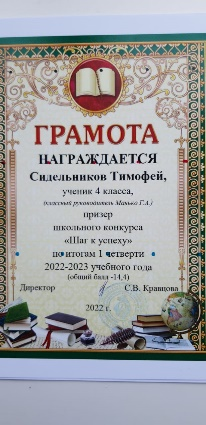 ГРАМОТА
НАГРАЖДАЕТСЯ
Сидельников Тимофей,
ученик 4 класса,
(классный руководитель Манько Г.А.)
призер
школьного конкурса
«Шаг к успеху»
по итогам 1 четверти
2022-2023 учебного года
(общий балл -14,4)
Директор С.В. Кравцова
2022 г.